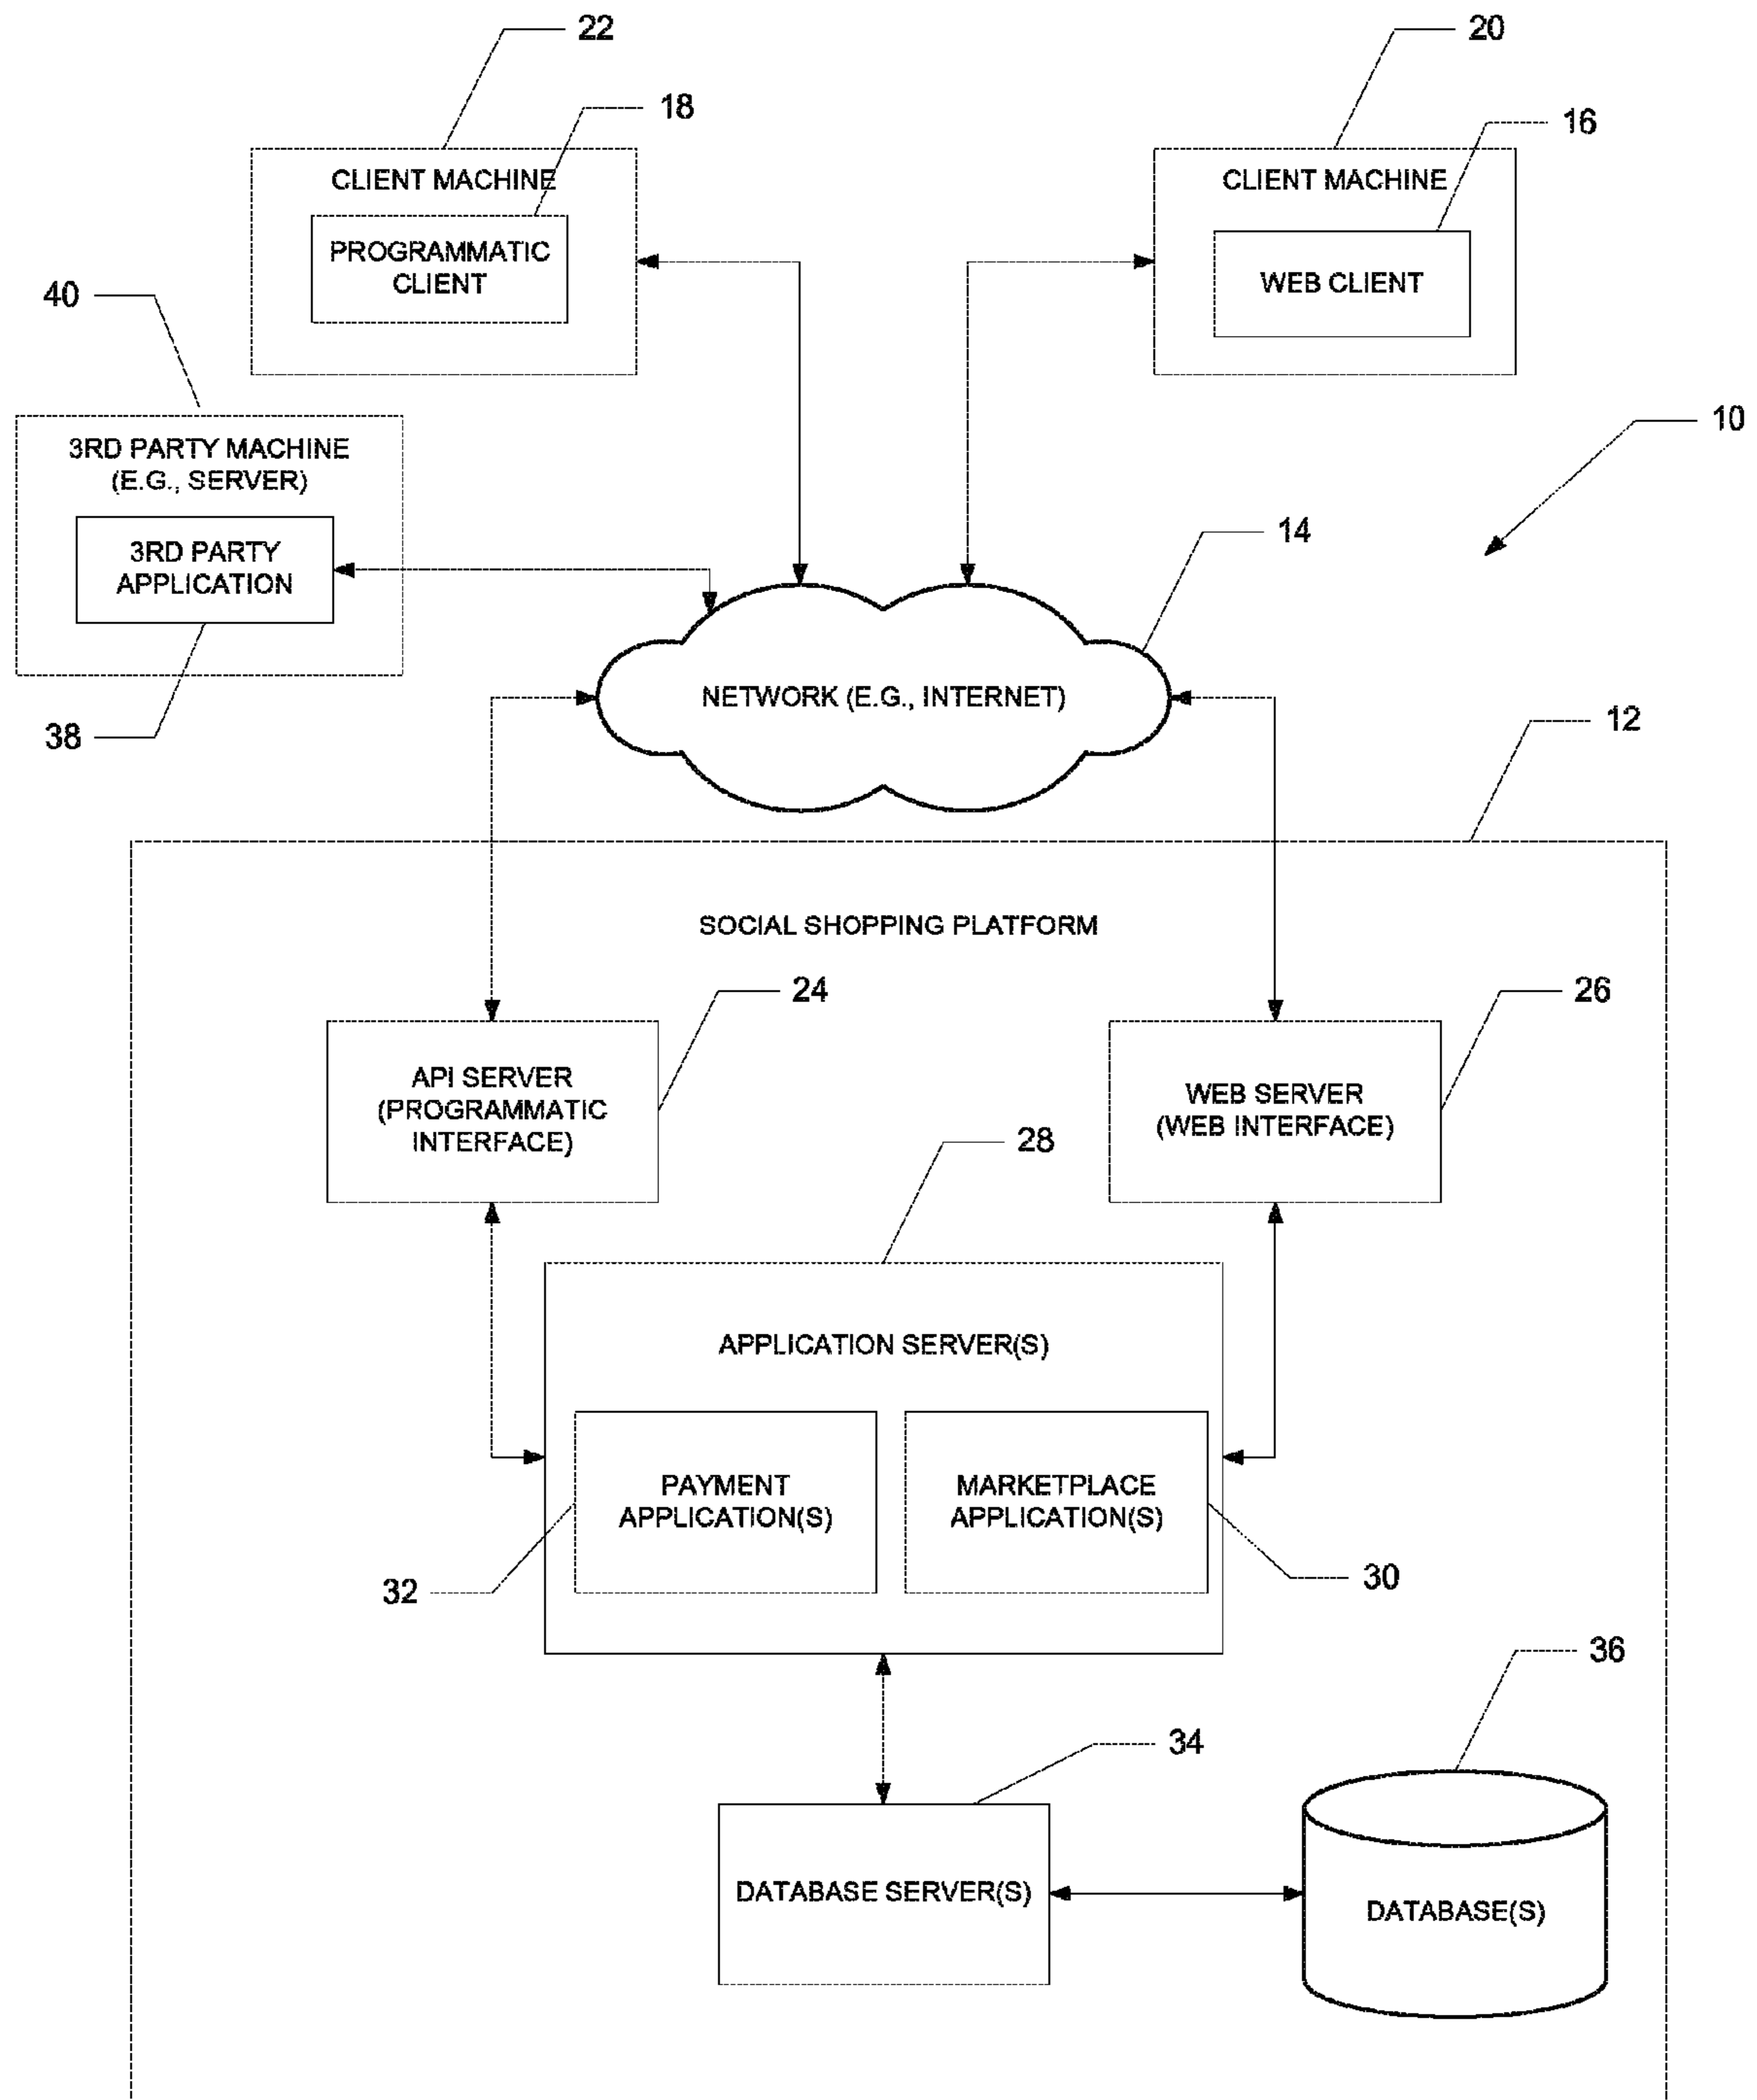 22
20
18
16
CLIENT MACHINE
CLIENT MACHINE
PROGRAMMATIC
CLIENT
WEB CLIENT
40
10
3RD PARTY MACHINE
(E.G., SERVER)
14
3RD PARTY
APPLICATION
NETWORK (E.G., INTERNET)
38
12
SOCIAL SHOPPING PLATFORM
24
26
API SERVER
(PROGRAMMATIC
INTERFACE)
WEB SERVER
(WEB INTERFACE)
28
APPLICATION SERVER(S)
PAYMENT
APPLICATION(S)
MARKETPLACE
APPLICATION(S)
32
30
36
34
DATABASE SERVER(S)
DATABASE(S)